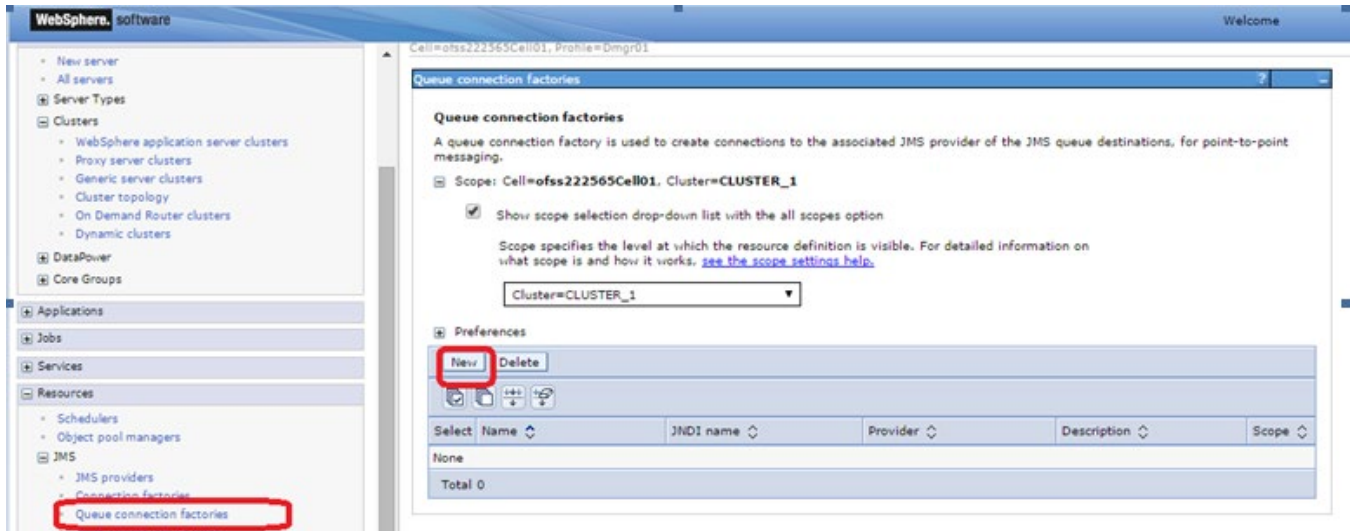 WebSphere. software
Welcome
New server
All servers
Server Types
Clusters
WebSphere application server clusters
Proxy server clusters
Generic server clusters
Cluster topology
On Demand Router clusters
Dynamic clusters
DataPower
Core Groups
Applications
Jobs
Services
Resources
Schedulers
Object pool managers
JMS
JMS providers
Connection factories
Queue connection factories
Cell=ofss222565Cell01, Profile=Dmgr01
Queue connection factories
?
Queue connection factories
A queue connection factory is used to create connections to the associated JMS provider of the JMS queue destinations, for point-to-point
messaging.
Scope: Cell=ofss222565Cell01, Cluster=CLUSTER_1
Show scope selection drop-down list with the all scopes option
Scope specifies the level at which the resource definition is visible. For detailed information on
what scope is and how it works, see the scope settings help.
Cluster=CLUSTER_1
Preferences
New Delete
Select Name JNDI name Provider Description Scope
None
Total 0